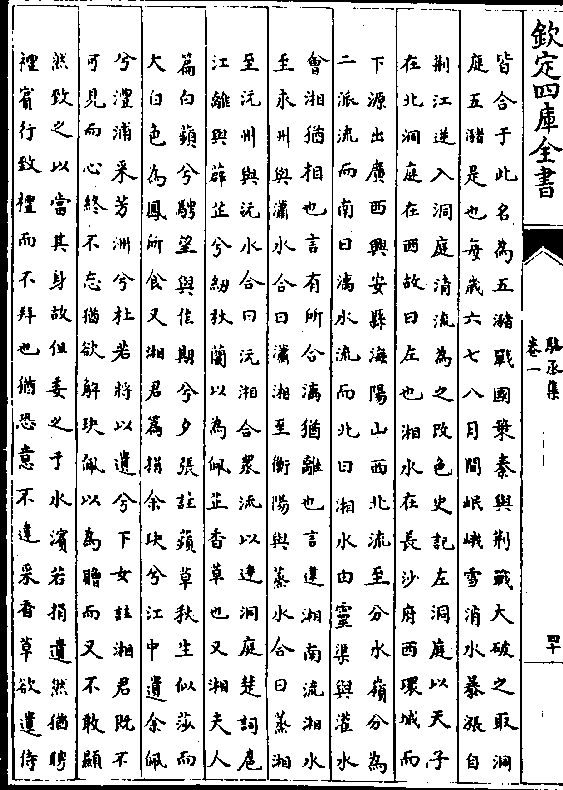 欽定四庫全書
駱丞集
卷一
四十
皆合于此名為五瀦戰國䇿秦與荆戰大破之取洞
庭五瀦是也每歲六七八月間岷峨雪消水暴漲自
荆江逆入洞庭清流為之改色史記左洞庭以天子
在北洞庭在西故曰左也湘水在長沙府西環城而
下源出廣西興安縣海陽山西北流至分水嶺分為
二派流而南曰漓水流而北曰湘水由靈渠與灌水
會湘猶相也言有所合漓猶離也言違湘南流湘水
至永州與瀟水合曰瀟湘至衡陽與蒸水合曰蒸湘
至沅州與沅水合曰沅湘合衆流以達洞庭楚詞扈
江離與薜芷兮紉秋蘭以為佩芷香草也又湘夫人
篇白蘋兮騁望與佳期兮夕張註蘋草秋生似莎而
大白色為鳳所食又湘君篇捐余玦兮江中遺余佩
兮澧浦采芳洲兮杜若將以遺兮下女註湘君既不
可見而心終不忘猶欲解玦佩以為贈而又不敢顯
然致之以當其身故但委之于水濱若捐遺然猶聘
禮賓行致禮而不拜也猶恐意不達采香草欲遺侍